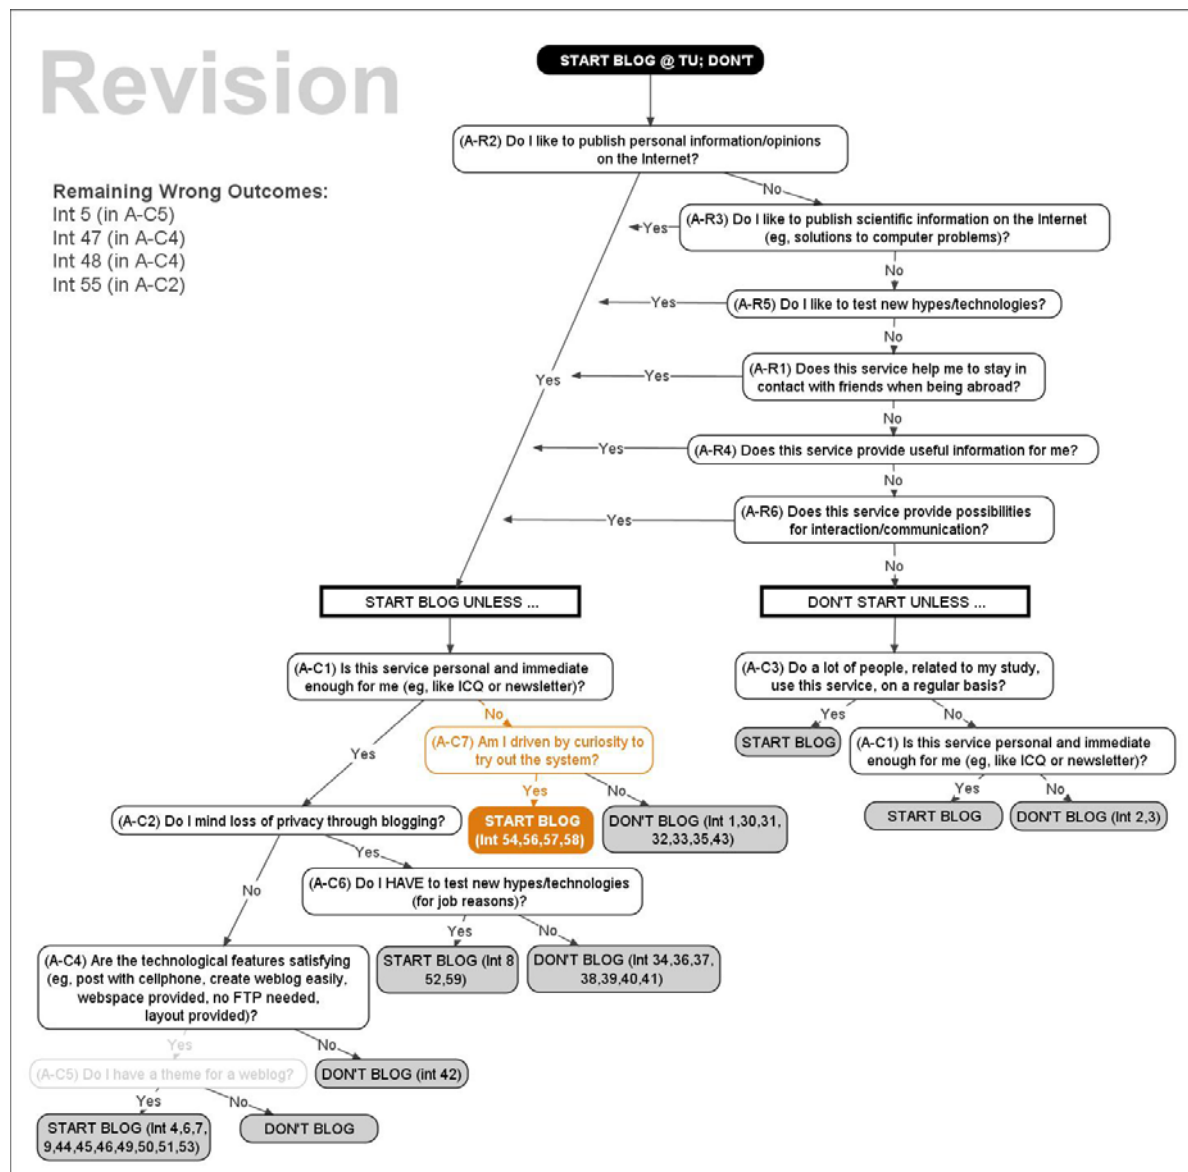 Revision
START BLOG @ TU; DON'T
(A-R2) Do I like to publish personal information/opinions
on the Internet?
Remaining Wrong Outcomes:
Int 5 (in A-C5)
Int 47 (in A-C4)
Int 48 (in A-C4)
Int 55 (in A-C2)
No
(A-R3) Do I like to publish scientific information on the Internet
(eg, solutions to computer problems)?
Yes
No
(A-R5) Do I like to test new hypes/technologies?
Yes
No
(A-R1) Does this service help me to stay in
contact with friends when being abroad?
Yes
Yes
No
(A-R4) Does this service provide useful information for me?
Yes
No
(A-R6) Does this service provide possibilities
for interaction/communication?
Yes
No
START BLOG UNLESS ...
DON'T START UNLESS ...
(A-C1) Is this service personal and immediate
enough for me (eg, like ICQ or newsletter)?
(A-C3) Do a lot of people, related to my study,
use this service, on a regular basis?
No
Yes
No
(A-C7) Am I driven by curiosity to
try out the system?
START BLOG
(A-C1) Is this service personal and immediate
enough for me (eg, like ICQ or newsletter)?
Yes
Yes
No
Yes
No
(A-C2) Do I mind loss of privacy through blogging?
START BLOG
(Int 54,56,57,58)
DON'T BLOG (Int 1,30,31,
32,33,35,43)
START BLOG
DON'T BLOG (Int 2,3)
Yes
No
(A-C6) Do I HAVE to test new hypes/technologies
(for job reasons)?
Yes
No
(A-C4) Are the technological features satisfying
(eg, post with cellphone, create weblog easily,
webspace provided, no FTP needed,
layout provided)?
START BLOG (Int 8
52,59)
DON'T BLOG (Int 34,36,37,
38,39,40,41)
Yes
No
(A-C5) Do I have a theme for a weblog?
DON'T BLOG (int 42)
Yes
No
START BLOG (Int 4,6,7,
9,44,45,46,49,50,51,53)
DON'T BLOG